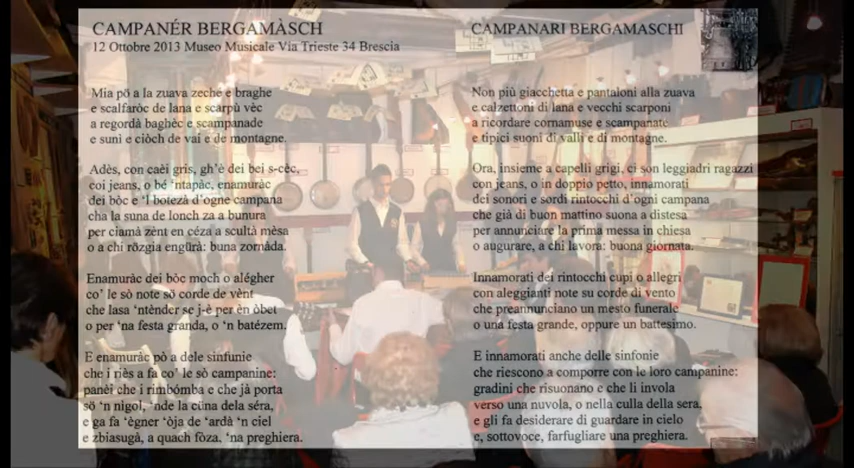 CAMPANÉR BERGAMÀSCH
12 Ottobre 2013 Museo Musicale Via Trieste 34 Brescia
Mia pö a la zuava zeche e braghe
e scalfaròc de lana e scarpù vèc
a regordà baghèc e scampanade
e sunì e ciòch de vai e de montagne.
Adès, con caèi gris, gh'è dei bei s-cèc,
coi jeans, o bé 'ntapàc, enamuràc
dei bòc e 'l botezà d'ogne campana
cha la suna de lonch za a bunura
per ciamà zènt en céza a scultà mèsa
o a chi rözgia engürà: buna zornàda.
Enamuràc dei bòc moch o alégher
co' le sò note sö corde de vènt
che lasa 'ntènder se j-è per èn òbet
o per 'na festa granda, o 'n batézem.
E enamuràc pò a dele sinfunie
che i riès a fa co' le sò campanine:
panèi che i rimbómba e che jà porta
sö 'n nigol, 'nde la cüna dela séra,
e ga fa 'ègner 'òja de 'ardà 'n ciel
e zbiasugà, a quach fòza, 'na preghiera.
CAMPANARI BERGAMASCHI
Non più giacchetta e pantaloni alla zuava
e calzettoni di lana e vecchi scarponi
a ricordare cornamuse e scampanate
e tipici suoni di valli e di montagne.
Ora, insieme a capelli grigi, ci son leggiadri ragazzi
con jeans, o in doppio petto, innamorati
dei sonori e sordi rintocchi d'ogni campana
che già di buon mattino suona a distesa
per annunciare la prima messa in chiesa
o augurare, a chi lavora: buona giornata.
Innamorati dei rintocchi cupi o allegri
con aleggianti note su corde di vento
che preannunciano un mesto funerale
o una festa grande, oppure un battesimo.
E innamorati anche delle sinfonie
che riescono a comporre con le loro campanine:
gradini che risuonano e che li invola
verso una nuvola, o nella culla della sera,
e gli fa desiderare di guardare in cielo
e, sottovoce, farfugliare una preghiera.